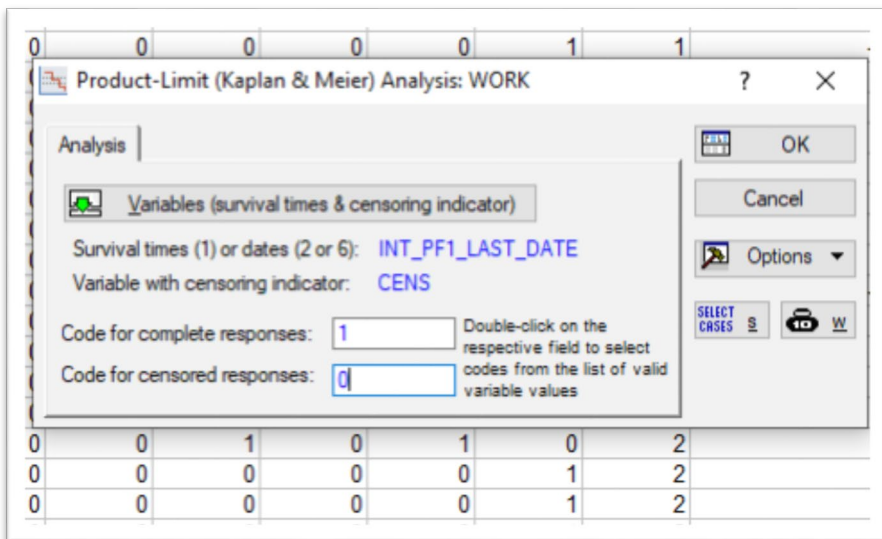 0 0 0 0 0 1 1
Product-Limit (Kaplan & Meier) Analysis: WORK ? ×
Analysis
OK
Variables (survival times & censoring indicator)
Cancel
Survival times (1) or dates (2 or 6): INT_PF1_LAST_DATE
Options
Variable with censoring indicator: CENS
SELECT CASES S W
Code for complete responses: 1
Code for censored responses: 0
Double-click on the
respective field to select
codes from the list of valid
variable values
0 0 1 0 1 0 2
0 0 0 0 0 1 2
0 0 0 0 0 1 2